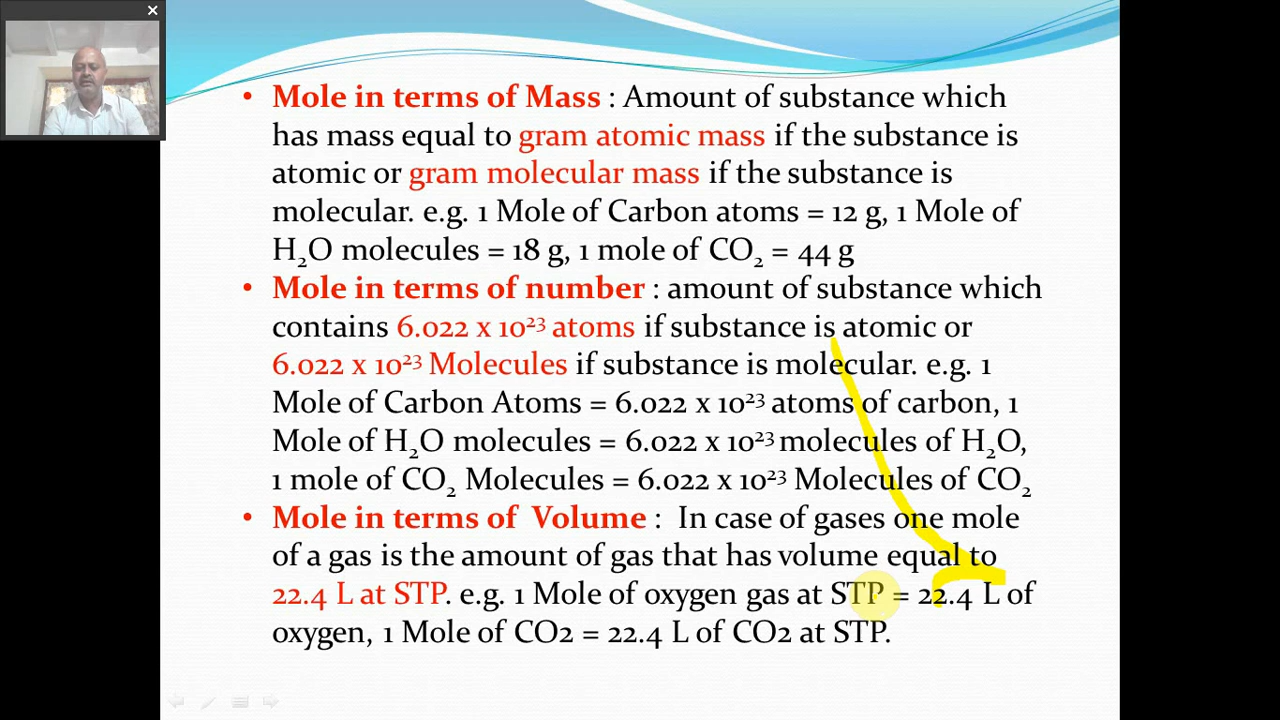 • Mole in terms of Mass : Amount of substance which
has mass equal to gram atomic mass if the substance is
atomic or gram molecular mass if the substance is
molecular. e.g. 1 Mole of Carbon atoms = 12 g, 1 Mole of
H₂O molecules = 18 g, 1 mole of CO₂ = 44 g
• Mole in terms of number : amount of substance which
contains 6.022 x 10²³ atoms if substance is atomic or
6.022 x 10²³ Molecules if substance is molecular. e.g. 1
Mole of Carbon Atoms = 6.022 x 10²³ atoms of carbon, 1
Mole of H₂O molecules = 6.022 x 10²³ molecules of H₂O,
1 mole of CO₂ Molecules = 6.022 x 10²³ Molecules of CO₂
• Mole in terms of Volume : In case of gases one mole
of a gas is the amount of gas that has volume equal to
22.4 L at STP. e.g. 1 Mole of oxygen gas at STP = 22.4 L of
oxygen, 1 Mole of CO2 = 22.4 L of CO2 at STP.